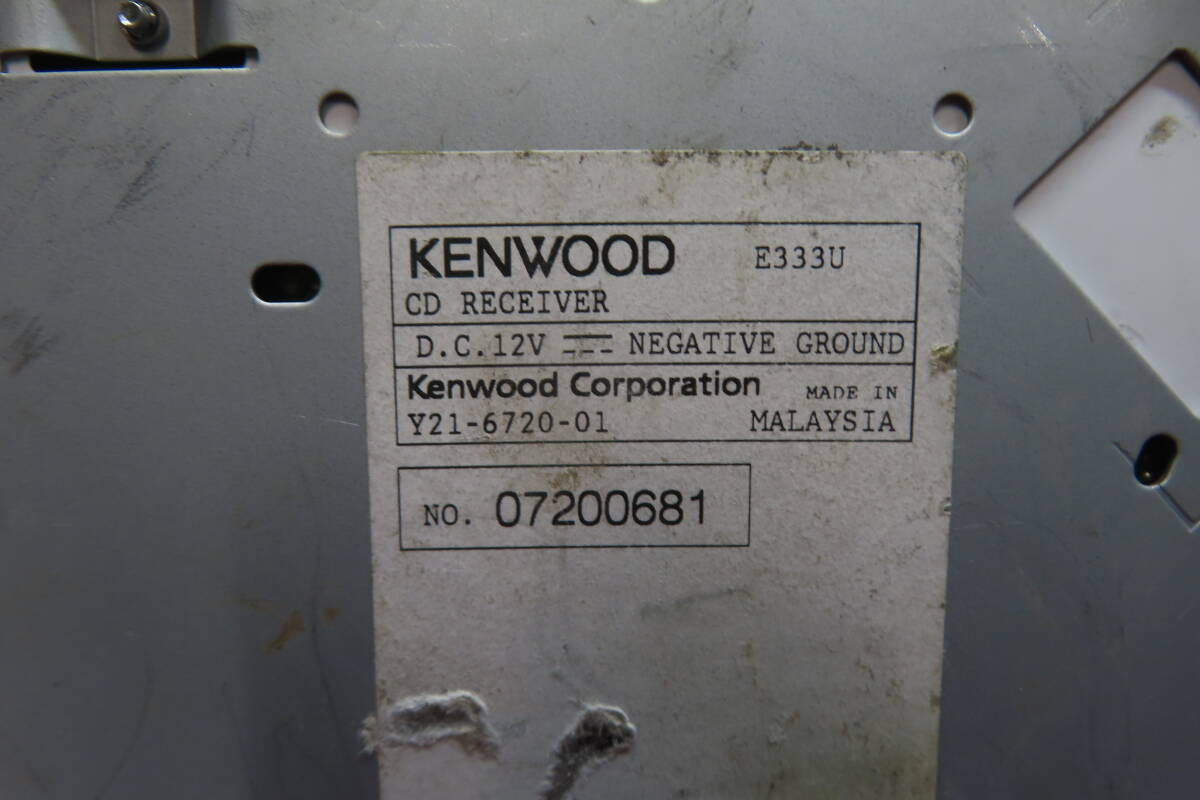 KENWOOD E333U
CD RECEIVER
D.C.12V NEGATIVE GROUND
Kenwood Corporation MADE IN
Y21-6720-01 MALAYSIA
NO. 07200681